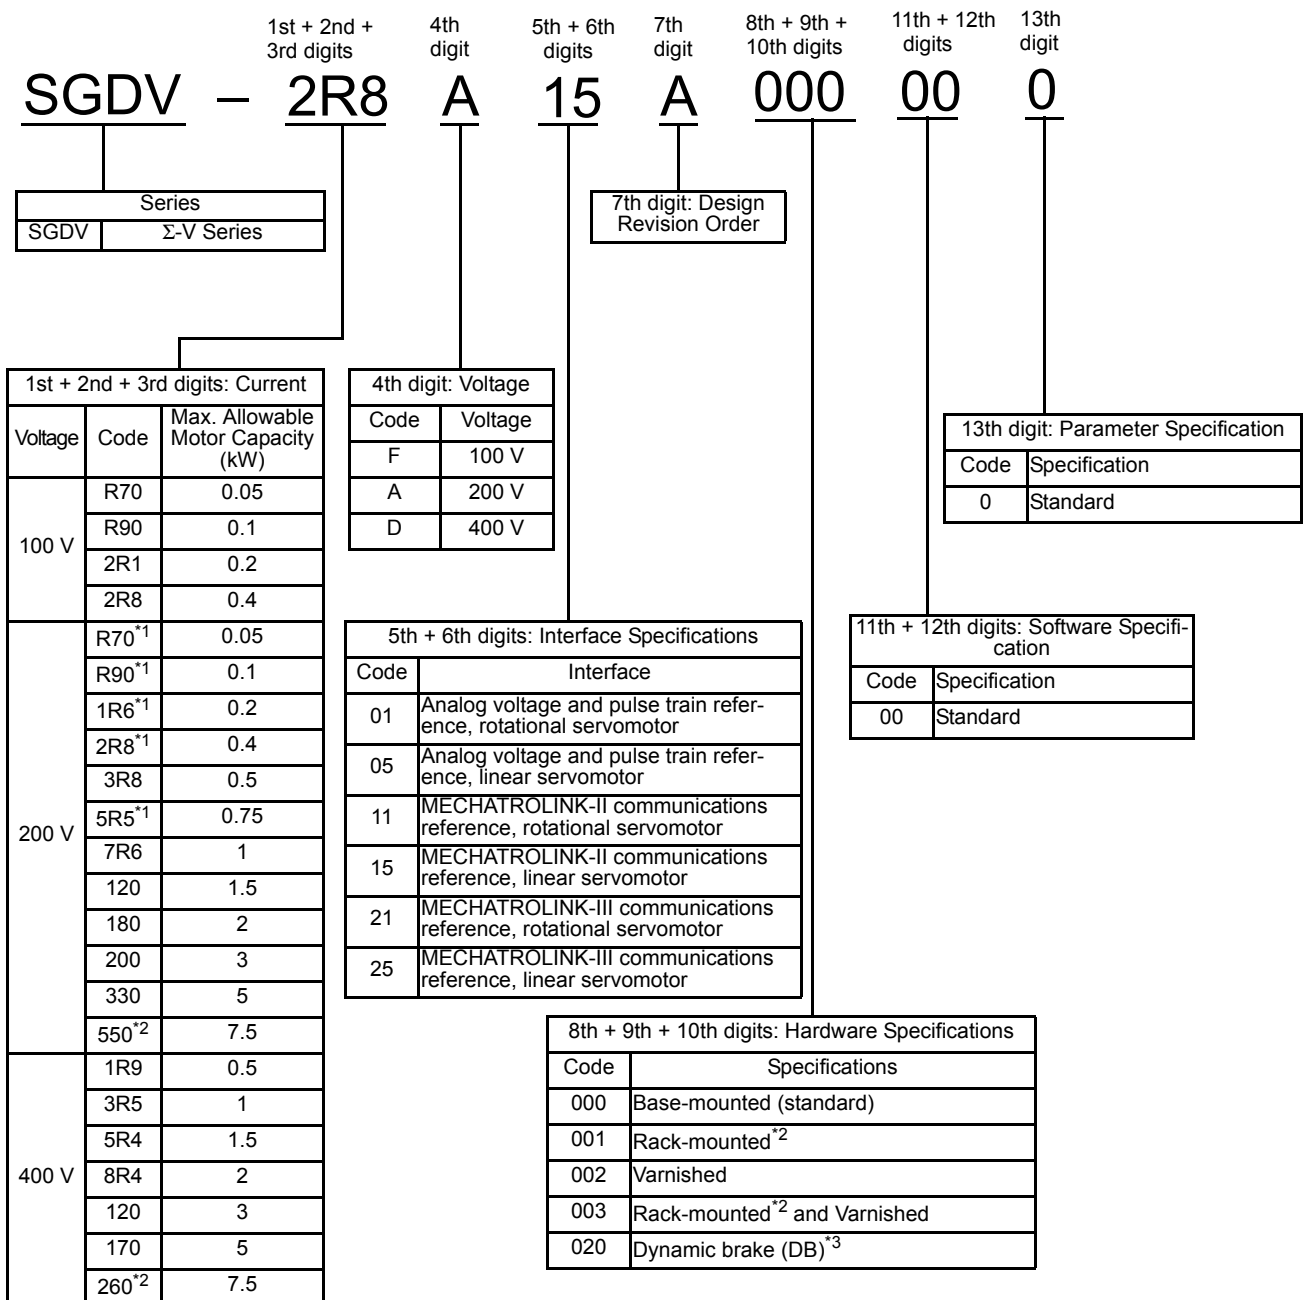 1st + 2nd +
3rd digits
4th
digit
5th + 6th
digits
7th
digit
8th + 9th +
10th digits
11th + 12th
digits
13th
digit
SGDV – 2R8 A 15 A 000 00 0
Series
SGDV Σ-V Series
7th digit: Design
Revision Order
1st + 2nd + 3rd digits: Current
Voltage Code Max. Allowable
Motor Capacity
(kW)
100 V
R70 0.05
R90 0.1
2R1 0.2
2R8 0.4
200 V
R70*1 0.05
R90*1 0.1
1R6*1 0.2
2R8*1 0.4
3R8 0.5
5R5*1 0.75
7R6 1
120 1.5
180 2
200 3
330 5
550*2 7.5
400 V
1R9 0.5
3R5 1
5R4 1.5
8R4 2
120 3
170 5
260*2 7.5
4th digit: Voltage
Code Voltage
F 100 V
A 200 V
D 400 V
5th + 6th digits: Interface Specifications
Code Interface
01 Analog voltage and pulse train refer-
ence, rotational servomotor
05 Analog voltage and pulse train refer-
ence, linear servomotor
11 MECHATROLINK-II communications
reference, rotational servomotor
15 MECHATROLINK-II communications
reference, linear servomotor
21 MECHATROLINK-III communications
reference, rotational servomotor
25 MECHATROLINK-III communications
reference, linear servomotor
13th digit: Parameter Specification
Code Specification
0 Standard
11th + 12th digits: Software Specifi-
cation
Code Specification
00 Standard
8th + 9th + 10th digits: Hardware Specifications
Code Specifications
000 Base-mounted (standard)
001 Rack-mounted*2
002 Varnished
003 Rack-mounted*2 and Varnished
020 Dynamic brake (DB)*3